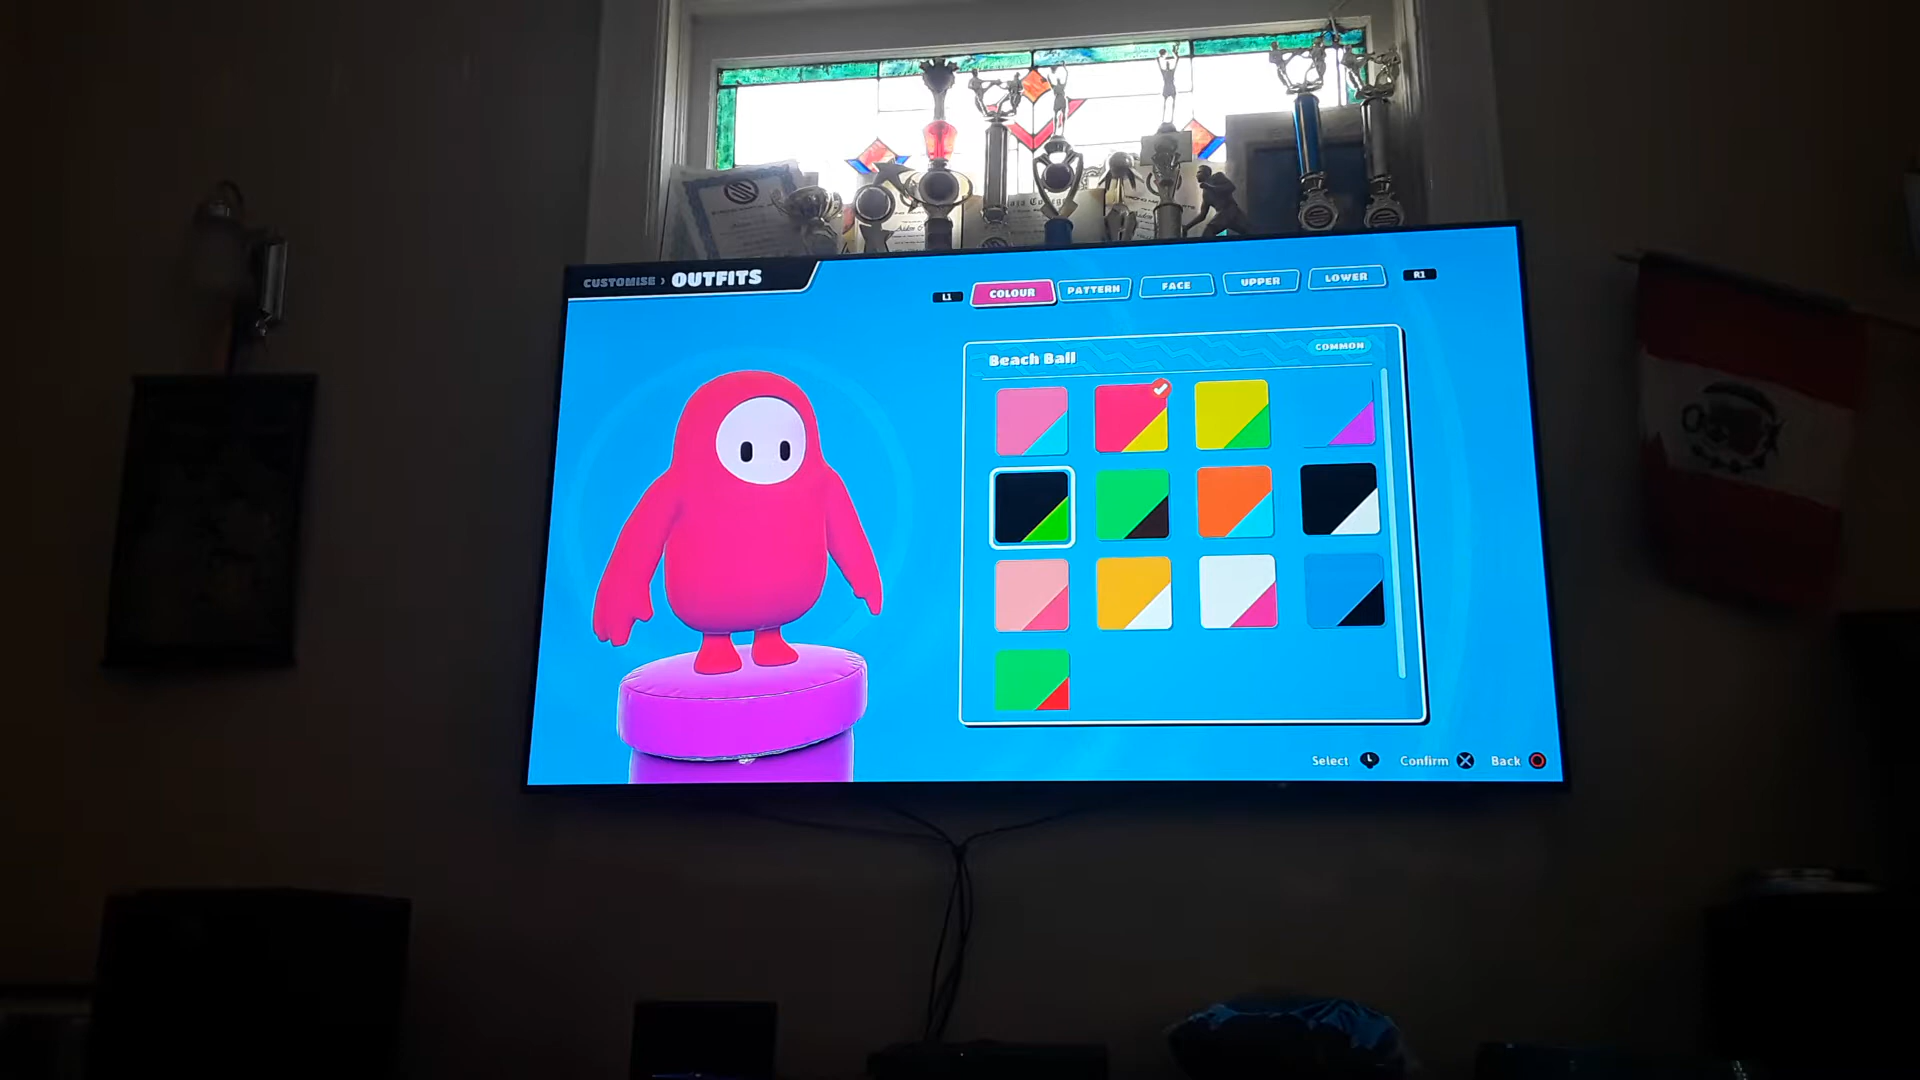 CUSTOMISE › OUTFITS
L1
COLOUR
PATTERN
FACE
UPPER
LOWER
R1
Beach Ball
COMMON
Select
Confirm
Back